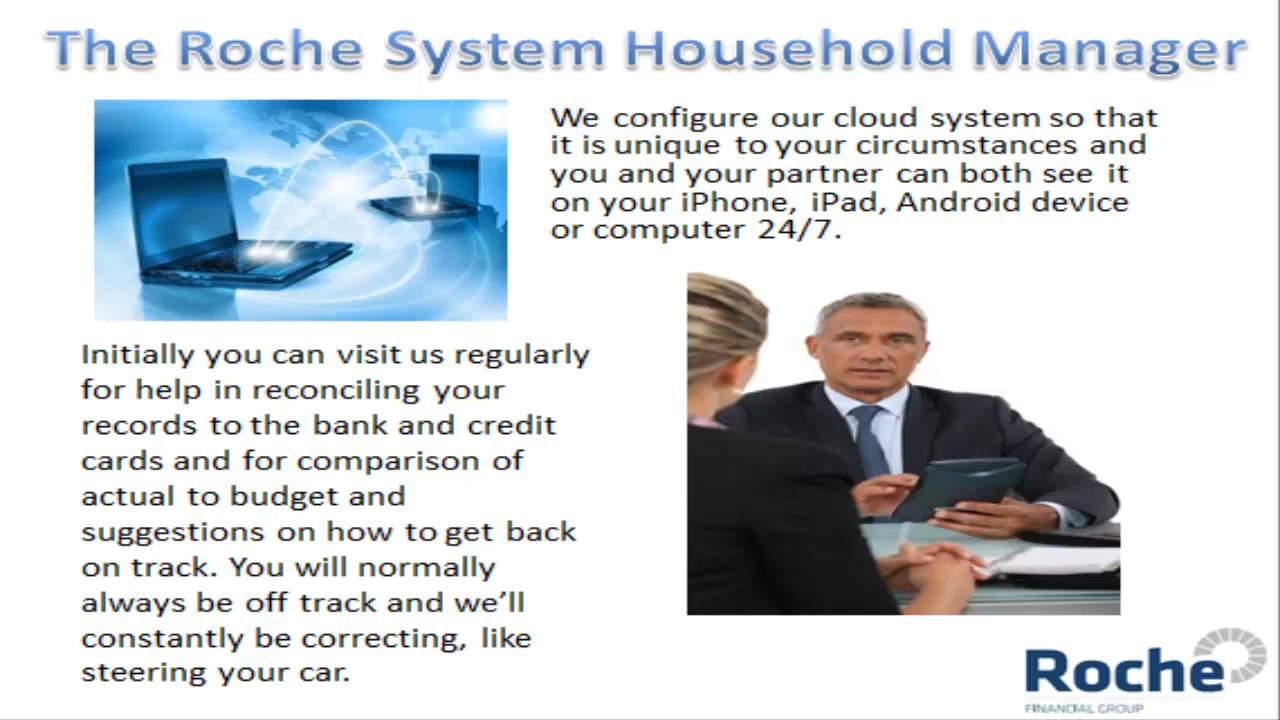 The Roche System Household Manager
We configure our cloud system so that
it is unique to your circumstances and
you and your partner can both see it
on your iPhone, iPad, Android device
or computer 24/7.
Initially you can visit us regularly
for help in reconciling your
records to the bank and credit
cards and for comparison of
actual to budget and
suggestions on how to get back
on track. You will normally
always be off track and we’ll
constantly be correcting, like
steering your car.
Roche
FINANCIAL GROUP